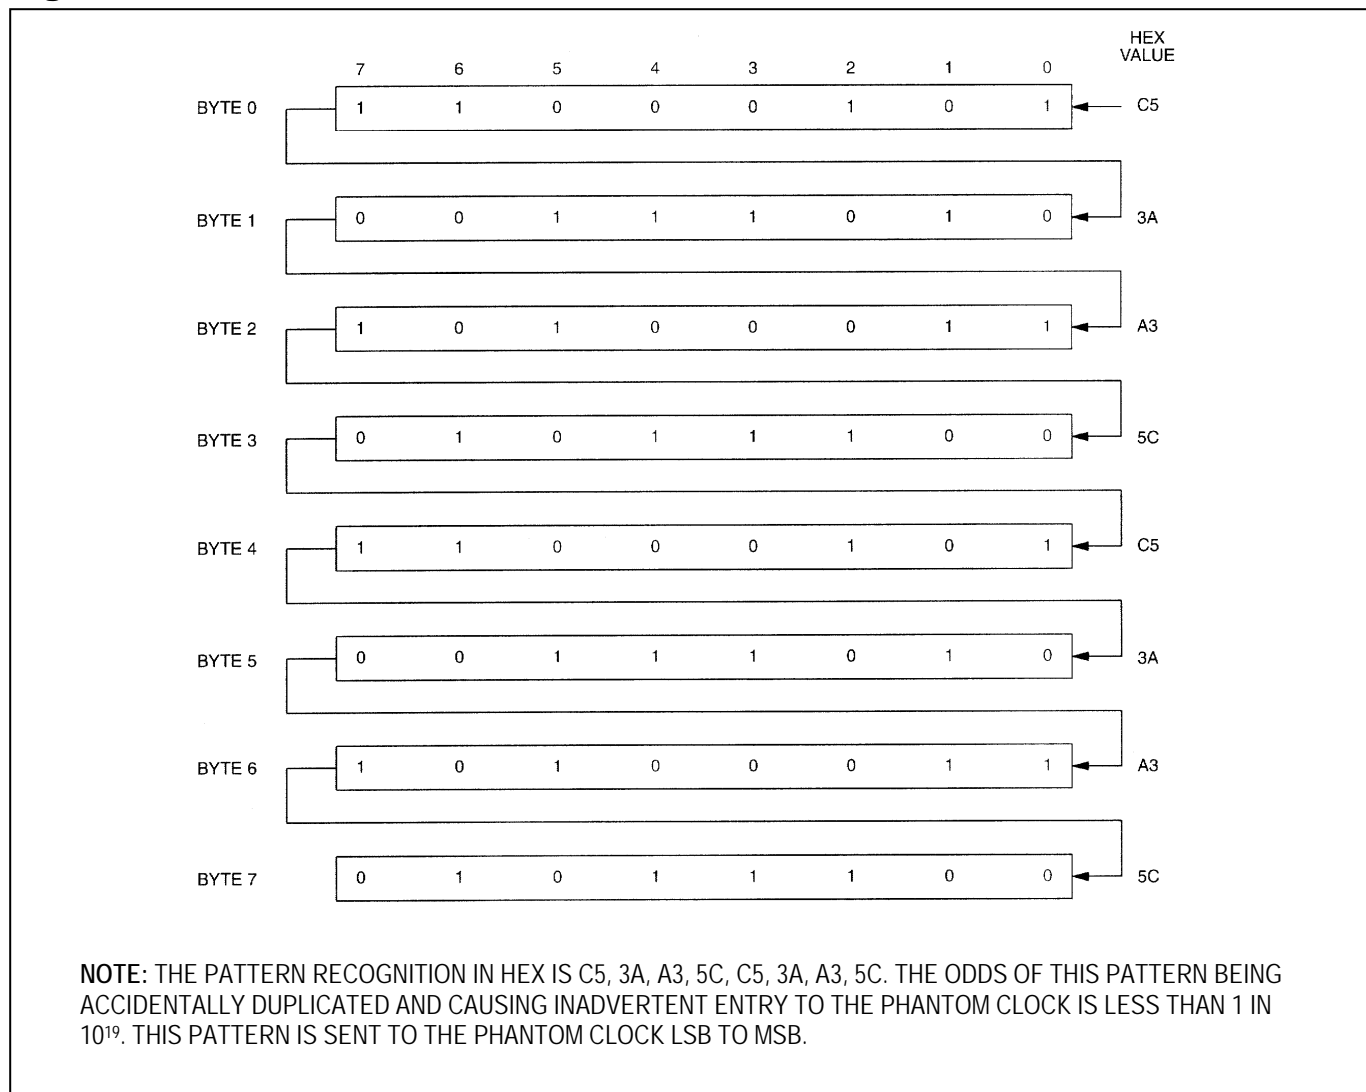 HEX
VALUE
7 6 5 4 3 2 1 0
BYTE 0 1 1 0 0 0 1 0 1 C5
BYTE 1 0 0 1 1 1 0 1 0 3A
BYTE 2 1 0 1 0 0 0 1 1 A3
BYTE 3 0 1 0 1 1 1 0 0 5C
BYTE 4 1 1 0 0 0 1 0 1 C5
BYTE 5 0 0 1 1 1 0 1 0 3A
BYTE 6 1 0 1 0 0 0 1 1 A3
BYTE 7 0 1 0 1 1 1 0 0 5C
NOTE: THE PATTERN RECOGNITION IN HEX IS C5, 3A, A3, 5C, C5, 3A, A3, 5C. THE ODDS OF THIS PATTERN BEING
ACCIDENTALLY DUPLICATED AND CAUSING INADVERTENT ENTRY TO THE PHANTOM CLOCK IS LESS THAN 1 IN
10¹⁹. THIS PATTERN IS SENT TO THE PHANTOM CLOCK LSB TO MSB.